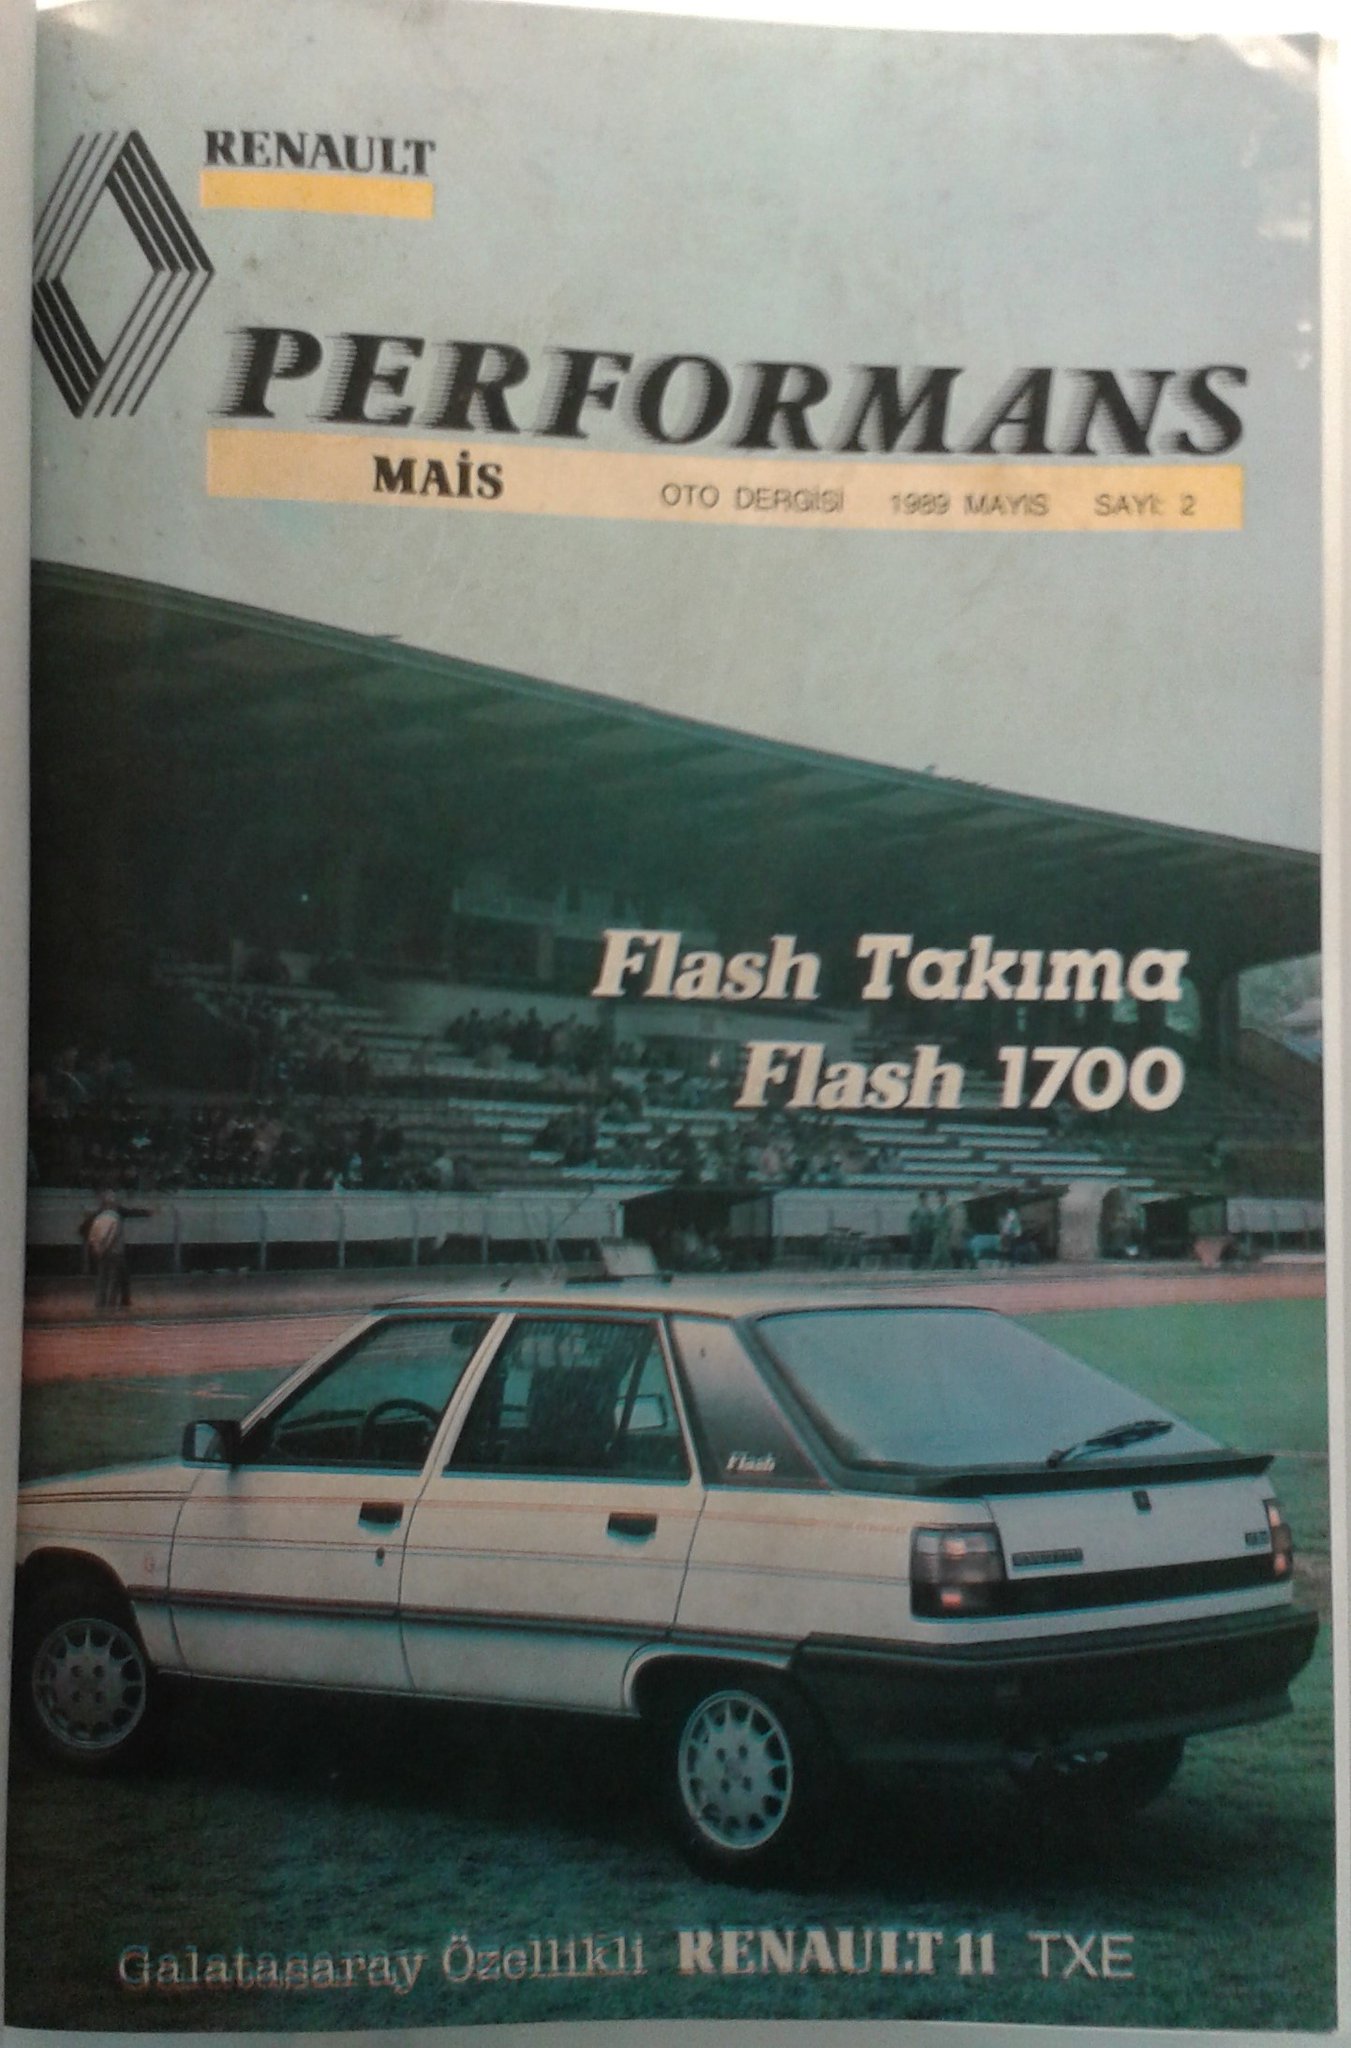 RENAULT
PERFORMANS
MAİS OTO DERGİSİ 1989 MAYIS SAYI: 2
Flash Takıma
Flash 1700
Flash
Galatasaray Özellikli RENAULT 11 TXE